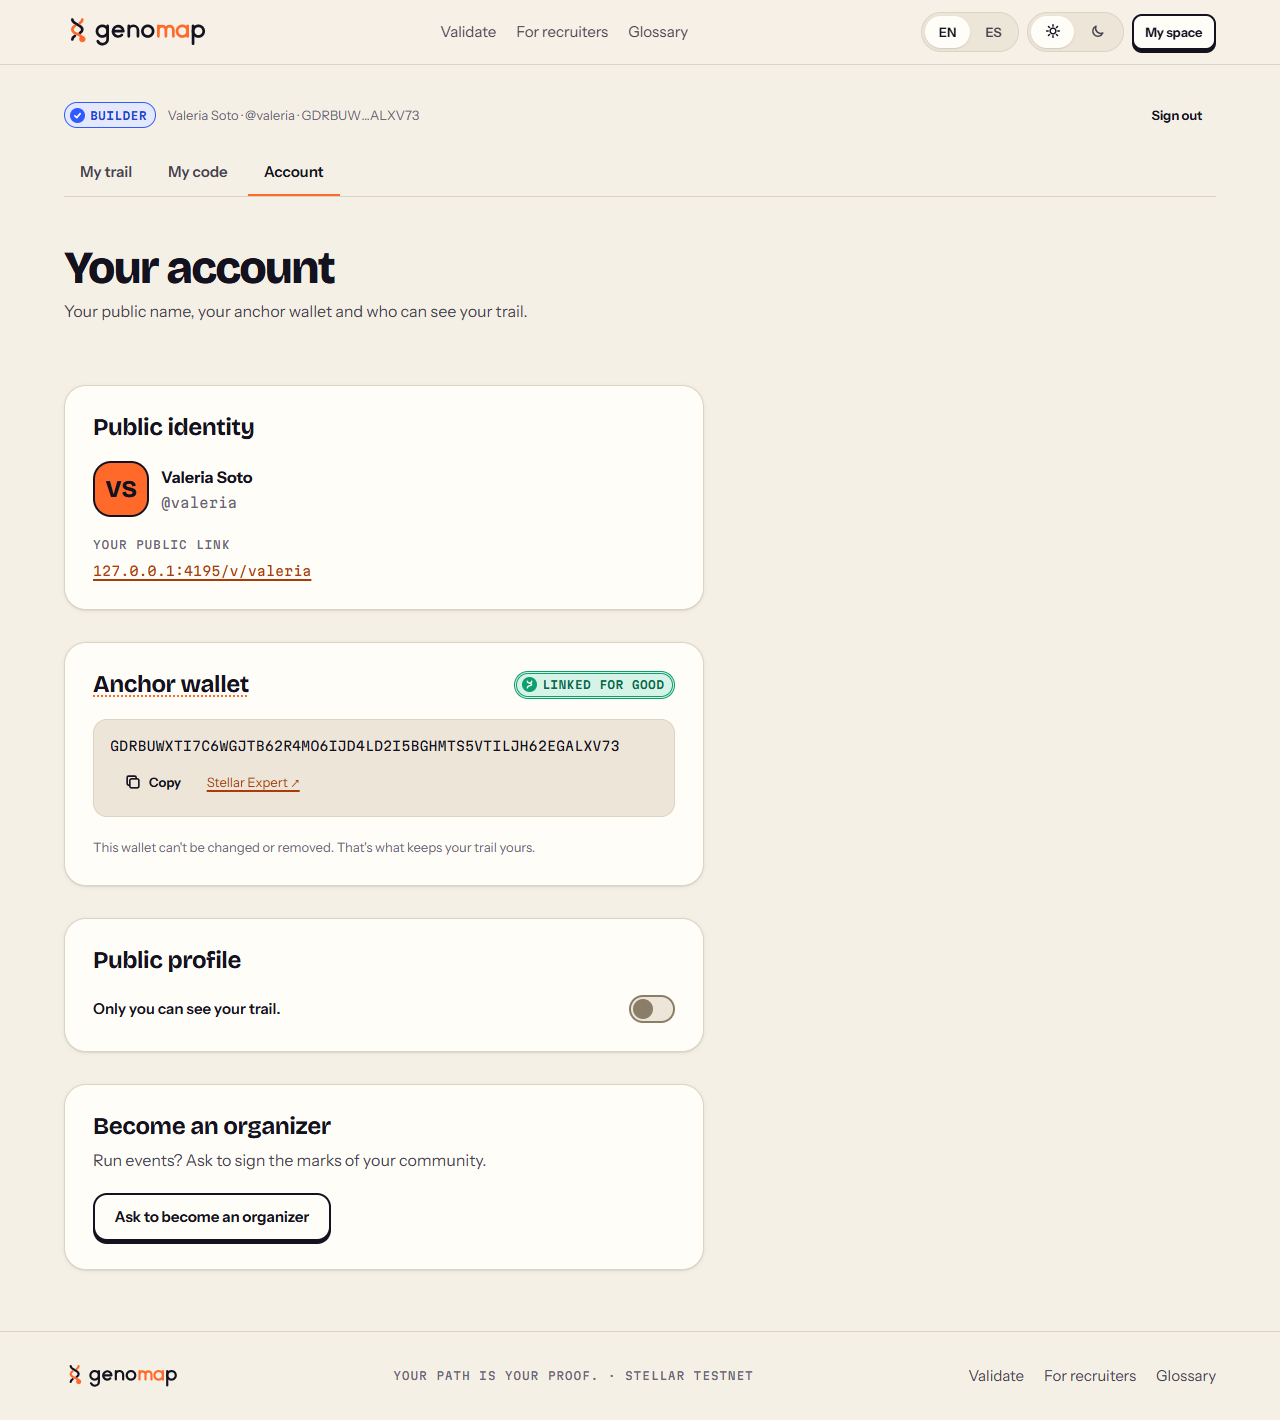 genomap
Validate For recruiters Glossary
EN ES
My space
BUILDER Valeria Soto · @valeria · GDRBUW...ALXV73
Sign out
My trail My code Account
Your account
Your public name, your anchor wallet and who can see your trail.
Public identity
VS
Valeria Soto
@valeria
YOUR PUBLIC LINK
127.0.0.1:4195/v/valeria
Anchor wallet
LINKED FOR GOOD
GDRBUWXTI7C6WGJTB62R4MO6IJD4LD2I5BGHMTS5VTILJH62EGALXV73
Copy Stellar Expert ↗
This wallet can't be changed or removed. That's what keeps your trail yours.
Public profile
Only you can see your trail.
Become an organizer
Run events? Ask to sign the marks of your community.
Ask to become an organizer
genomap
YOUR PATH IS YOUR PROOF. · STELLAR TESTNET
Validate For recruiters Glossary